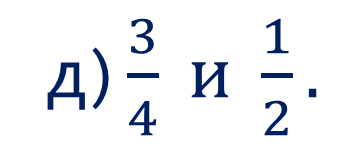 д) 3/4 и 1/2.